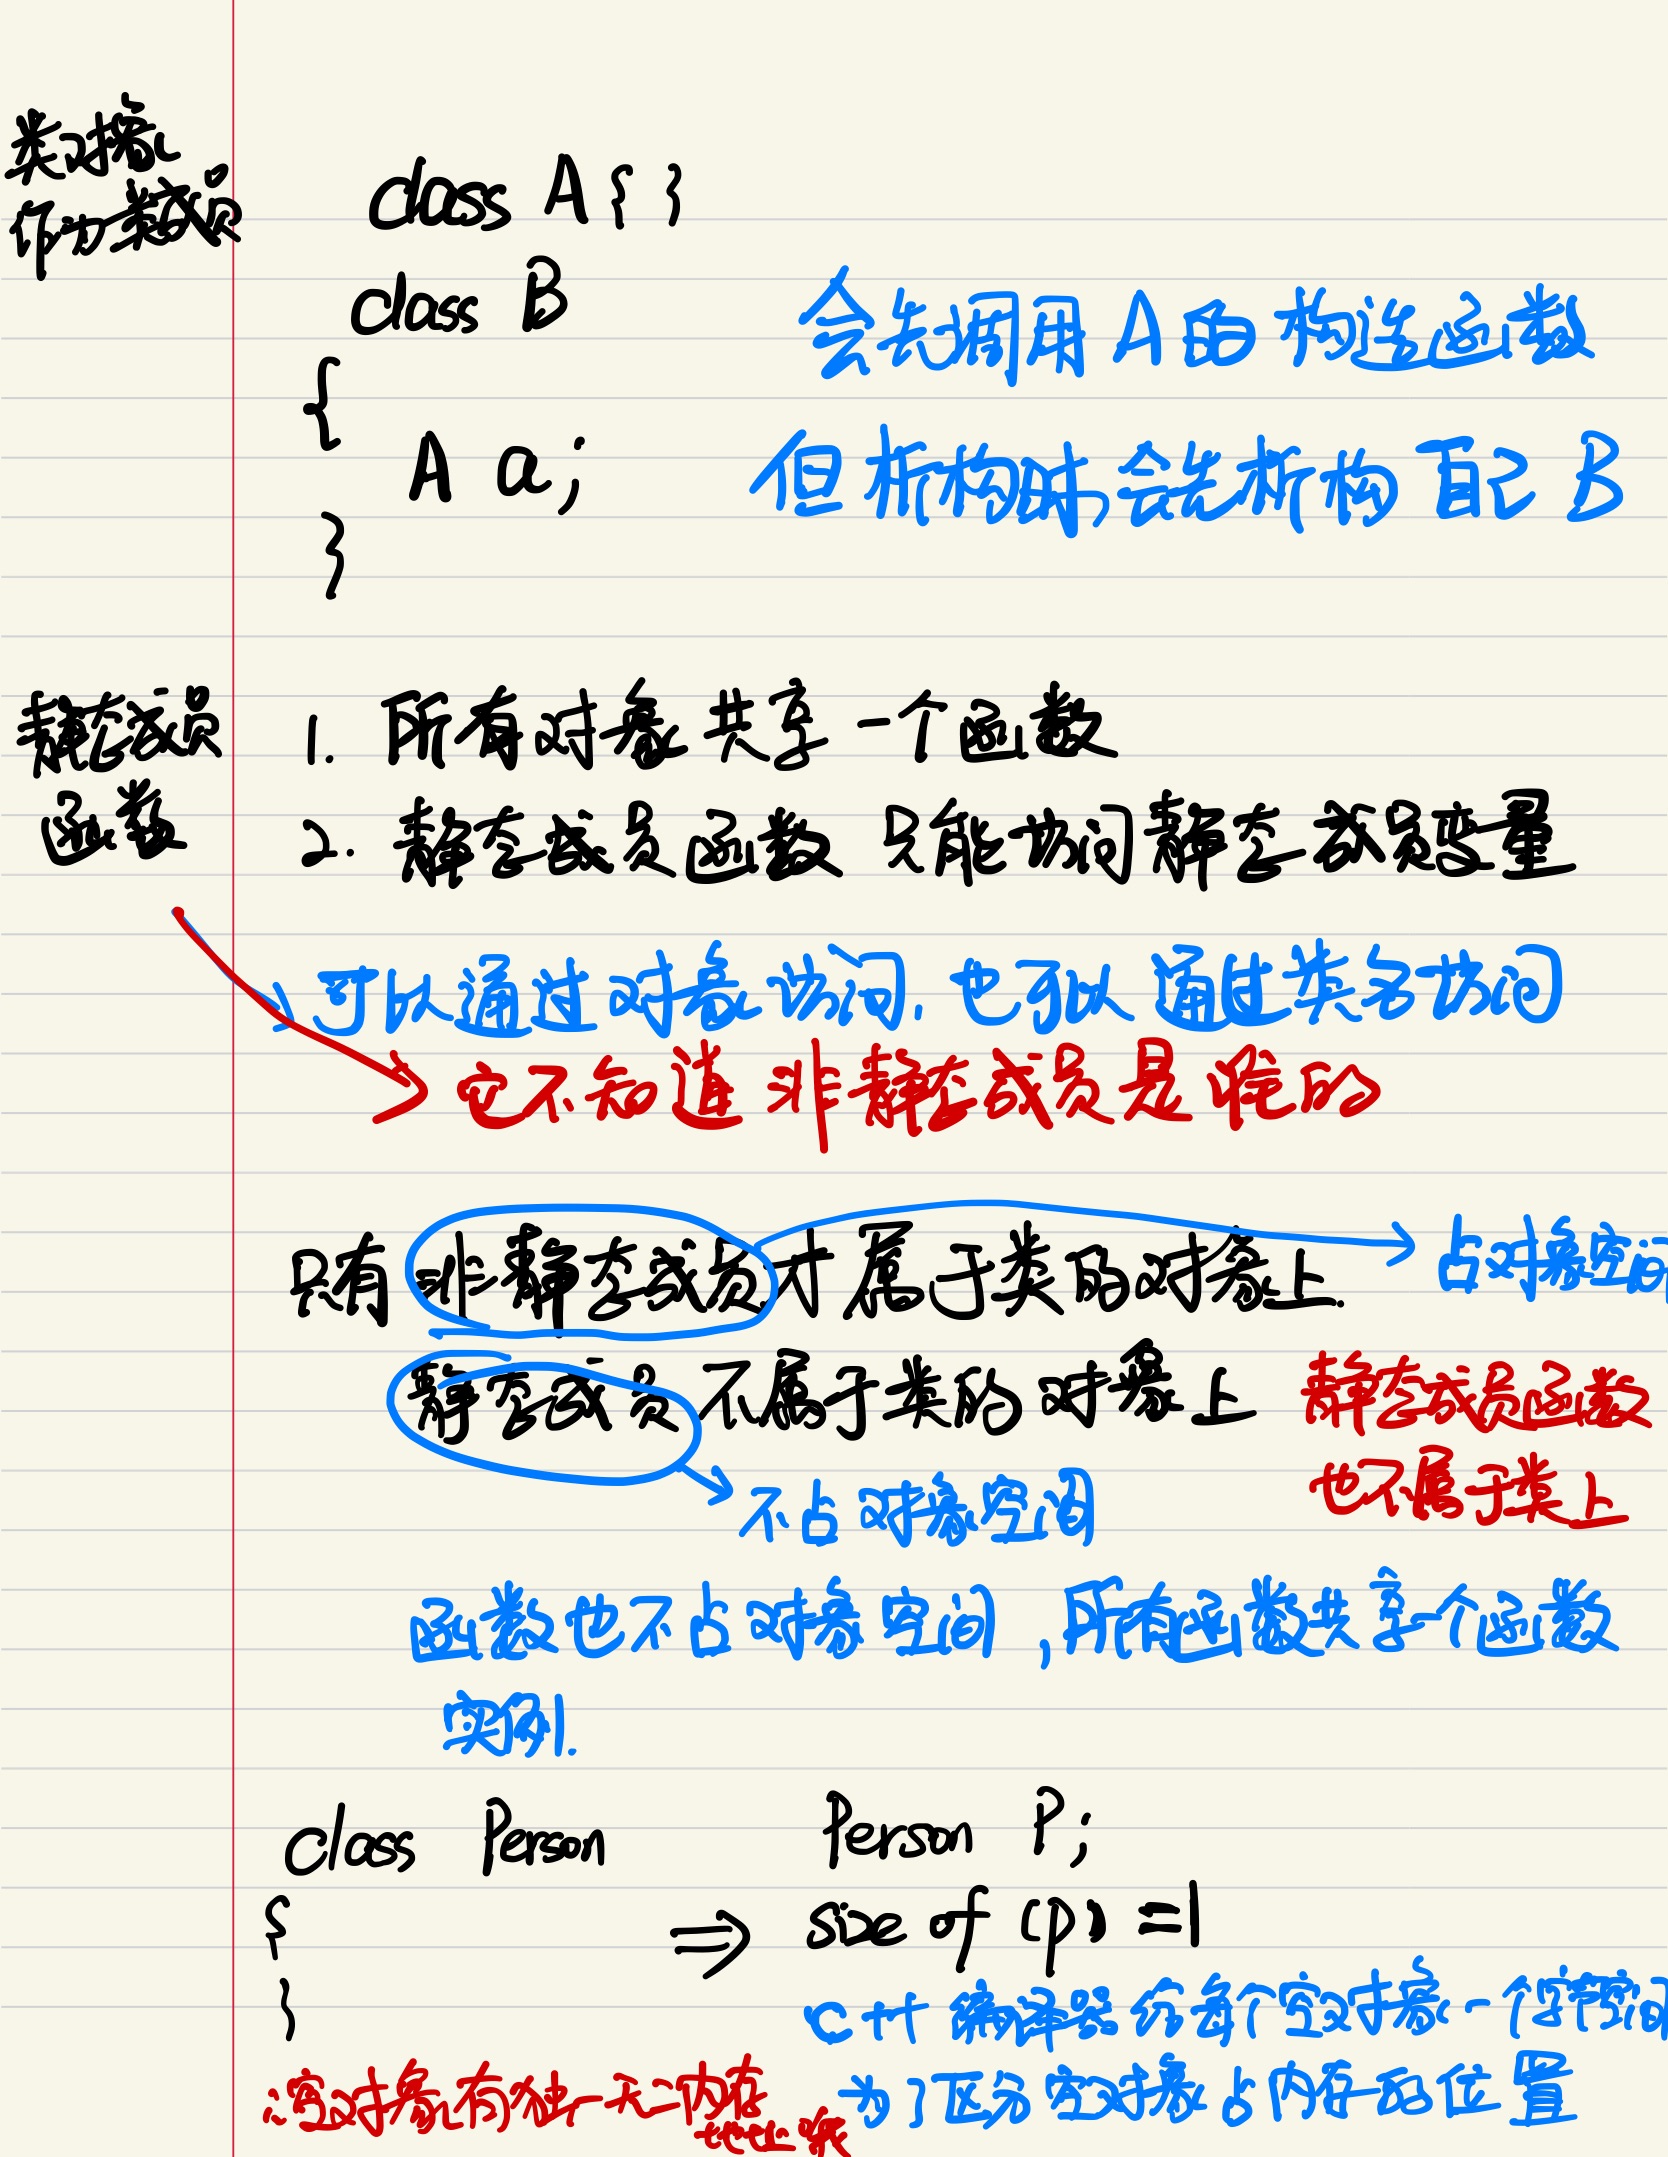 类对象
作为类成员
class A { }
class B
{
A a;
}
会先调用 A 的 构造函数
但析构时,会先析构 自己 B
静态成员
函数
1. 所有对象共享一个函数
2. 静态成员函数 只能访问静态成员变量
可以通过对象访问, 也可以通过类名访问
它不知道 非静态成员是谁的
只有非静态成员才属于类的对象上.
占对象空间
静态成员 不属于类的对象上
静态成员函数
也不属于类上
不占对象空间
函数也不占对象空间,所有函数共享一个函数
实例.
class Person
{
}
⇒
Person P;
size of (p) =1
C++ 编译器给每个空对象一个字节空间
为了区分空对象占内存的位置
∴空对象有独一无二内存
地址